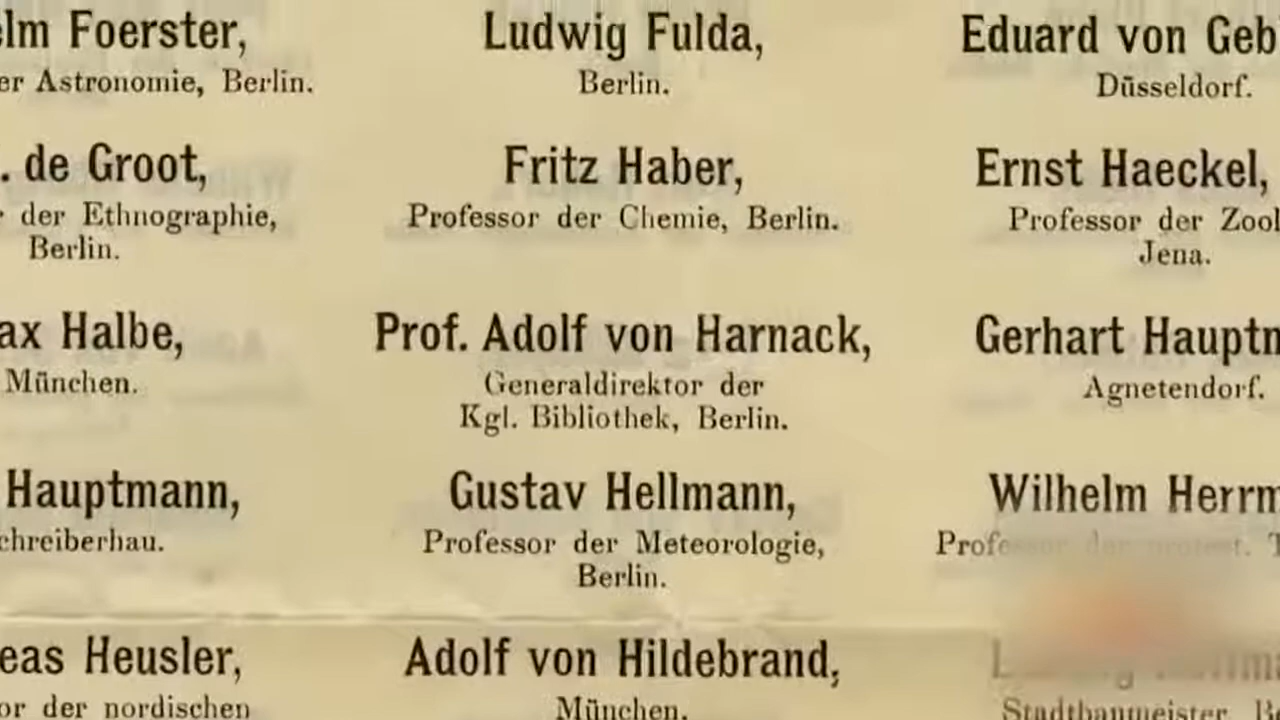 lm Foerster,
er Astronomie, Berlin.
Ludwig Fulda,
Berlin.
Eduard von Geb
Düsseldorf.
. de Groot,
der Ethnographie,
Berlin.
Fritz Haber,
Professor der Chemie, Berlin.
Ernst Haeckel,
Professor der Zool
Jena.
ax Halbe,
München.
Prof. Adolf von Harnack,
Generaldirektor der
Kgl. Bibliothek, Berlin.
Gerhart Hauptm
Agnetendorf.
Hauptmann,
chreiberhau.
Gustav Hellmann,
Professor der Meteorologie,
Berlin.
Wilhelm Herrm
Professor der protest. T
eas Heusler,
or der nordischen
Adolf von Hildebrand,
München.
Stadtbaumeister, Be